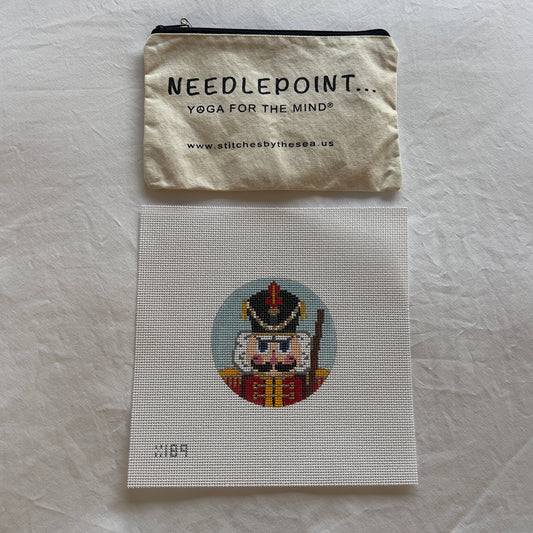 NEEDLEPOINT...
YOGA FOR THE MIND®
www.stitchesbythesea.us
X189